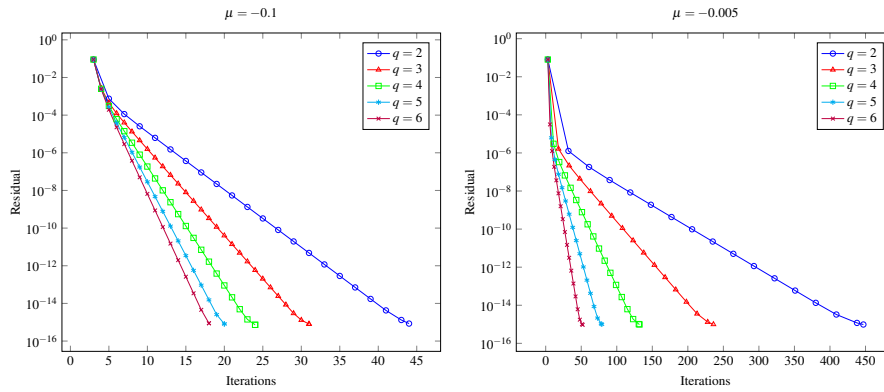 μ = −0.1
10^0
10^−2
10^−4
10^−6
10^−8
10^−10
10^−12
10^−14
10^−16
Residual
0 5 10 15 20 25 30 35 40 45
Iterations
q = 2
q = 3
q = 4
q = 5
q = 6
μ = −0.005
10^0
10^−2
10^−4
10^−6
10^−8
10^−10
10^−12
10^−14
10^−16
Residual
0 50 100 150 200 250 300 350 400 450
Iterations
q = 2
q = 3
q = 4
q = 5
q = 6